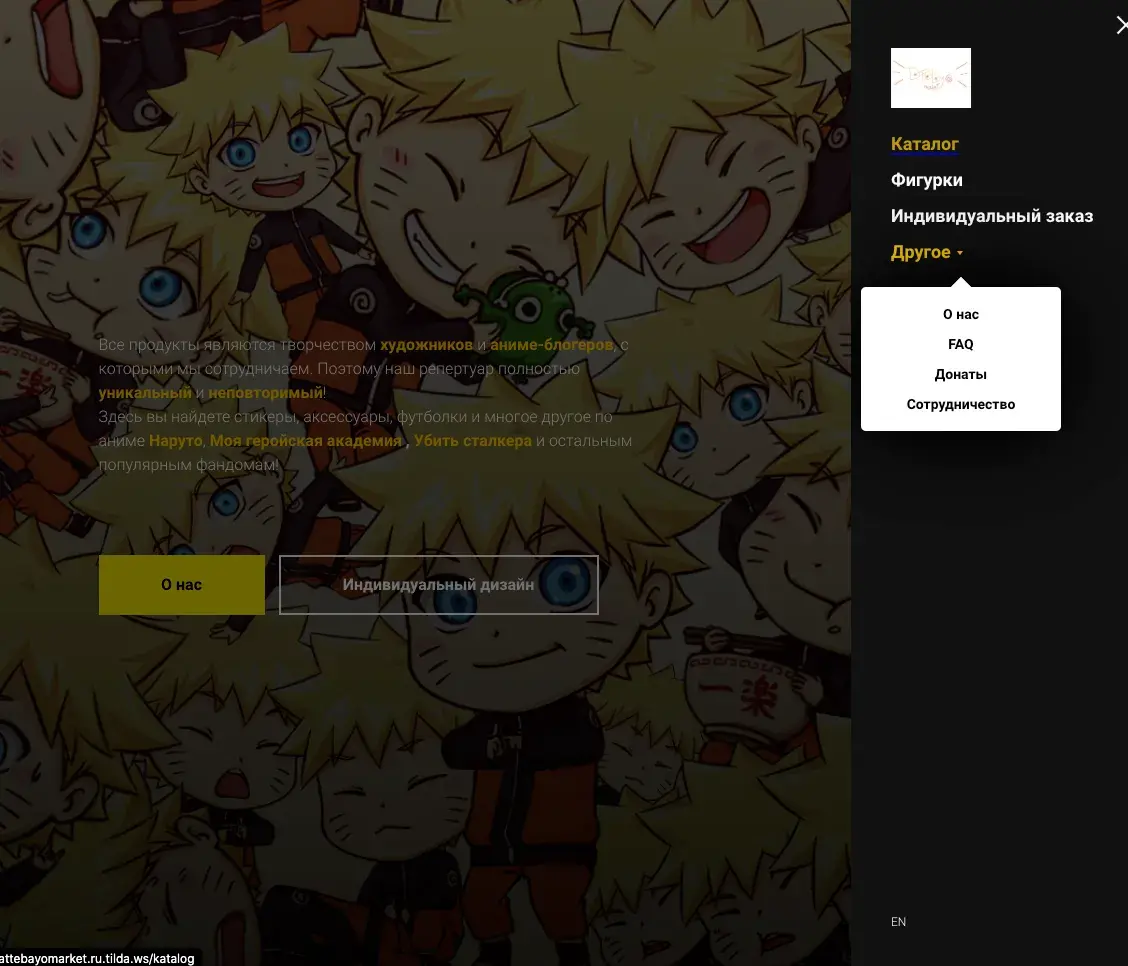 Каталог
Фигурки
Индивидуальный заказ
Другое
О нас
FAQ
Донаты
Сотрудничество
Все продукты являются творчеством художников и аниме-блогеров, с
которыми мы сотрудничаем. Поэтому наш репертуар полностью
уникальный и неповторимый!
Здесь вы найдете стикеры, аксессуары, футболки и многое другое по
аниме Наруто, Моя геройская академия , Убить сталкера и остальным
популярным фандомам!
О нас
Индивидуальный дизайн
一楽
EN
attebayomarket.ru.tilda.ws/katalog